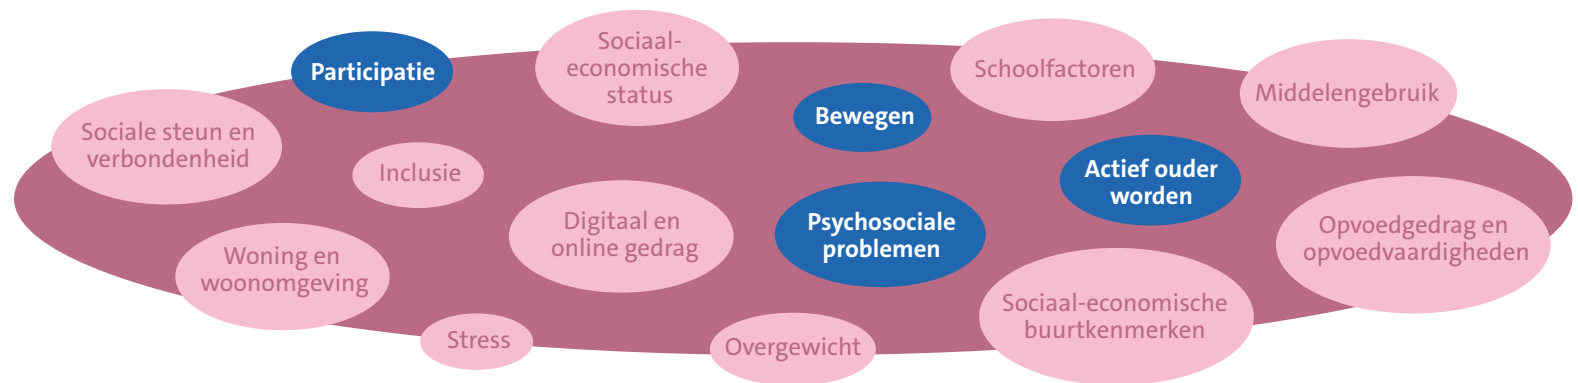 Participatie
Sociaal-
economische
status
Schoolfactoren
Middelengebruik
Bewegen
Sociale steun en
verbondenheid
Inclusie
Actief ouder
worden
Digitaal en
online gedrag
Psychosociale
problemen
Opvoedgedrag en
opvoedvaardigheden
Woning en
woonomgeving
Sociaal-economische
buurtkenmerken
Stress
Overgewicht